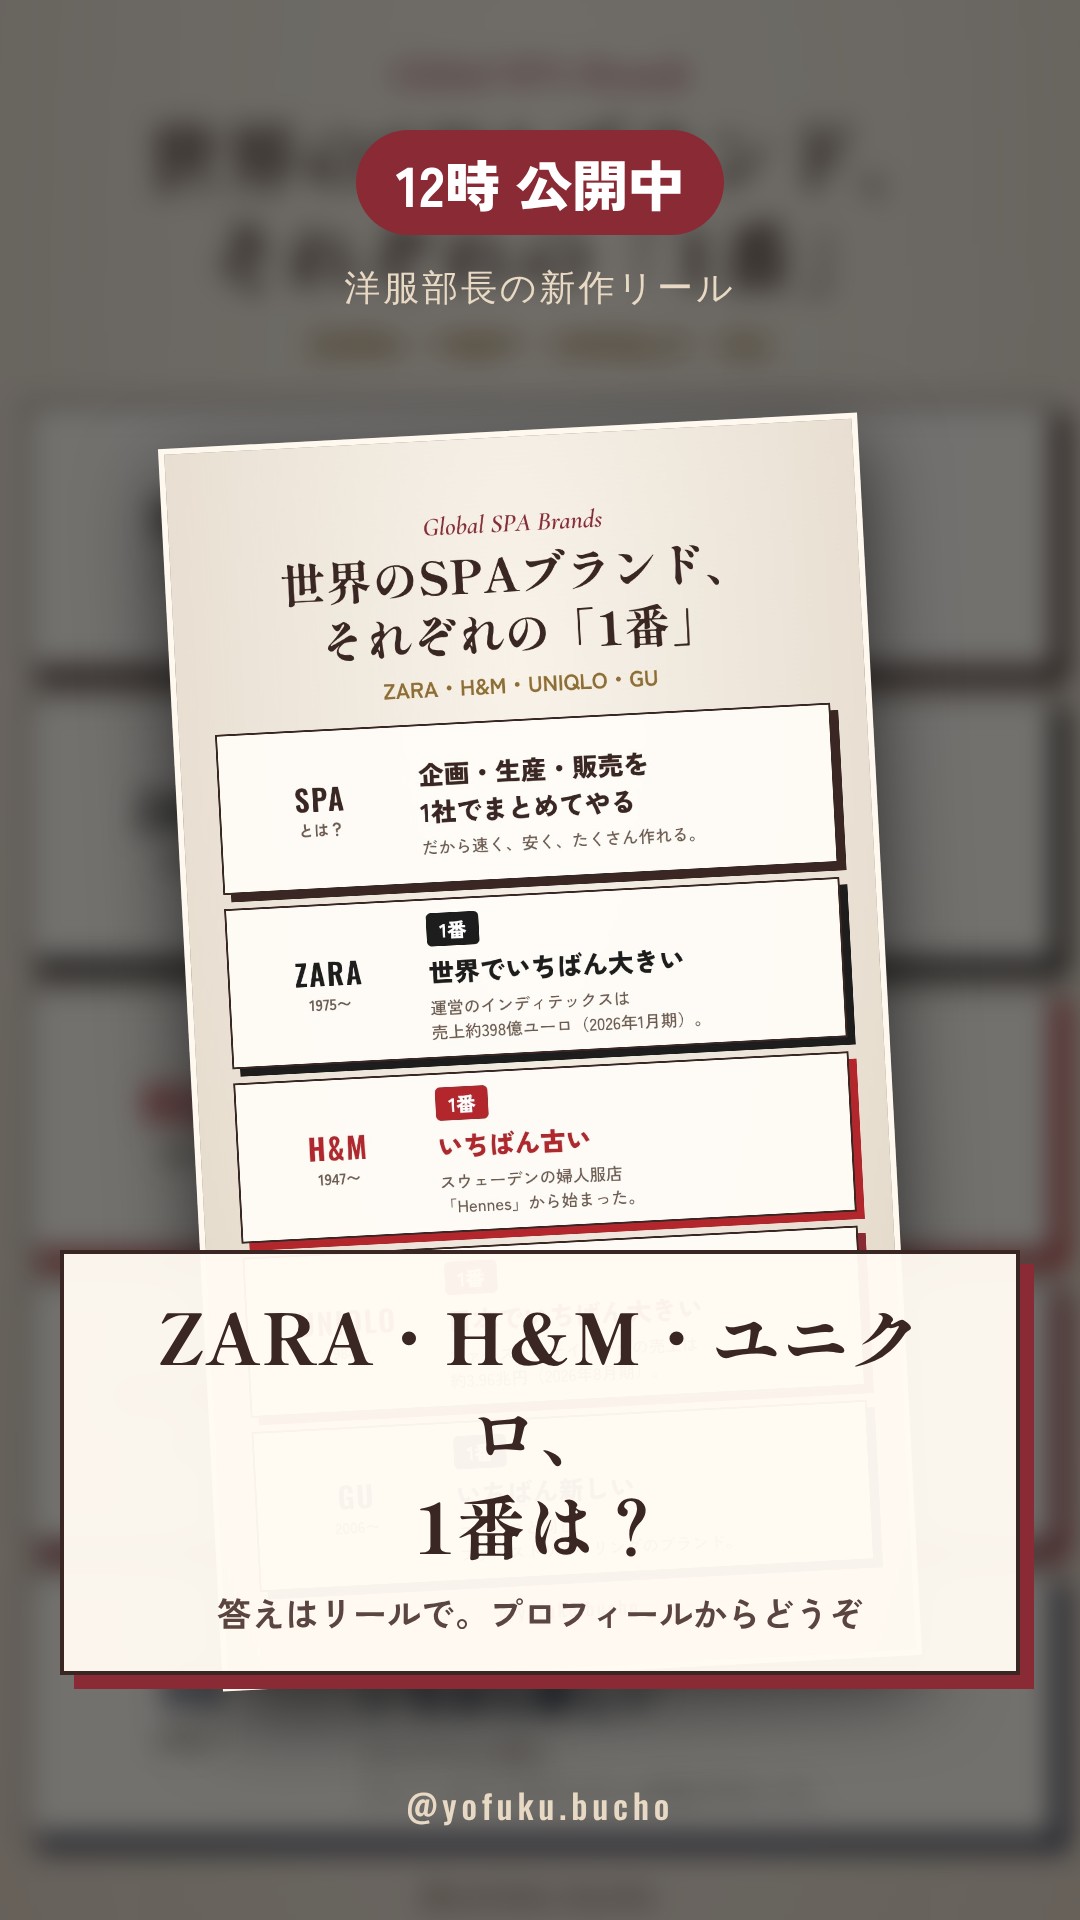 12時 公開中
洋服部長の新作リール
Global SPA Brands
世界のSPAブランド、
それぞれの「1番」
ZARA・H&M・UNIQLO・GU
SPA
とは？
企画・生産・販売を
1社でまとめてやる
だから速く、安く、たくさん作れる。
ZARA
1975〜
1番
世界でいちばん大きい
運営のインディテックスは
売上約398億ユーロ（2026年1月期）。
H&M
1947〜
1番
いちばん古い
スウェーデンの婦人服店
「Hennes」から始まった。
ZARA・H&M・ユニク
ロ、
1番は？
答えはリールで。プロフィールからどうぞ
GU
いちばん新しい
@yofuku.bucho